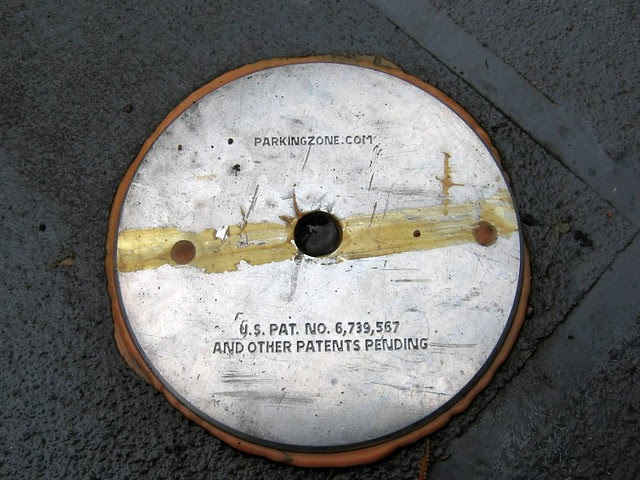 PARKINGZONE.COM
U.S. PAT. NO. 6,739,567
AND OTHER PATENTS PENDING